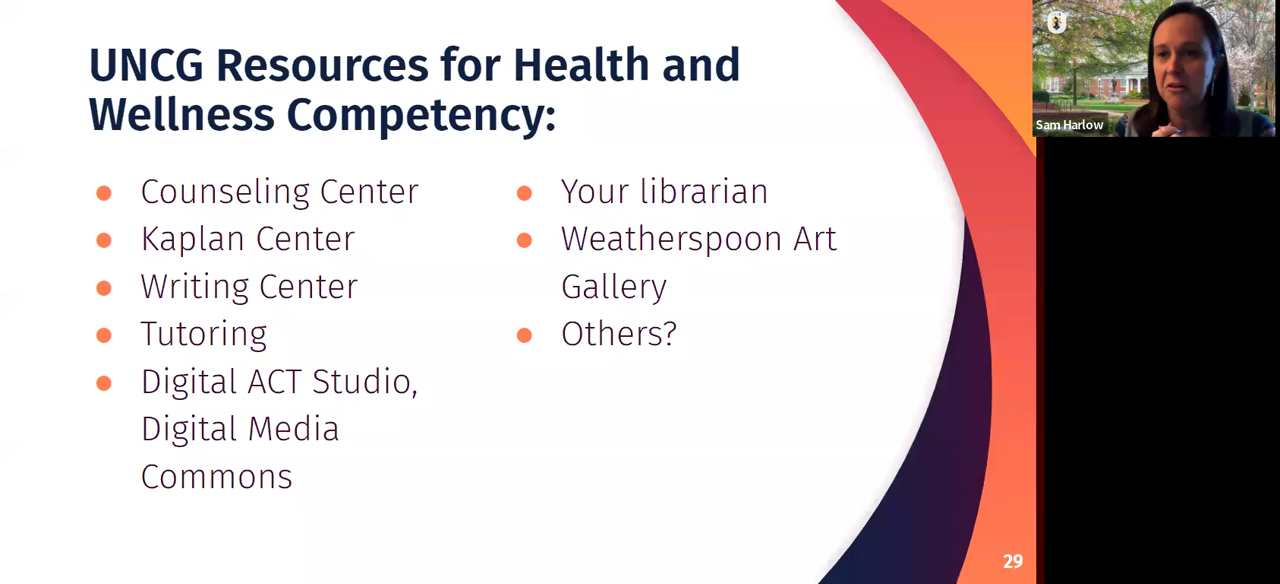 UNCG Resources for Health and
Wellness Competency:
Counseling Center
Kaplan Center
Writing Center
Tutoring
Digital ACT Studio,
Digital Media
Commons
Your librarian
Weatherspoon Art
Gallery
Others?
29
Sam Harlow